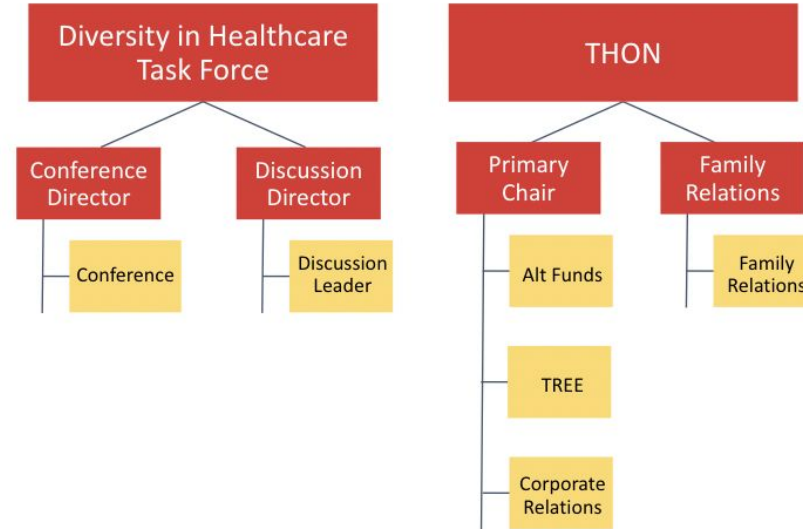 Diversity in Healthcare
Task Force
THON
Conference
Director
Discussion
Director
Primary
Chair
Family
Relations
Conference
Discussion
Leader
Alt Funds
Family
Relations
TREE
Corporate
Relations